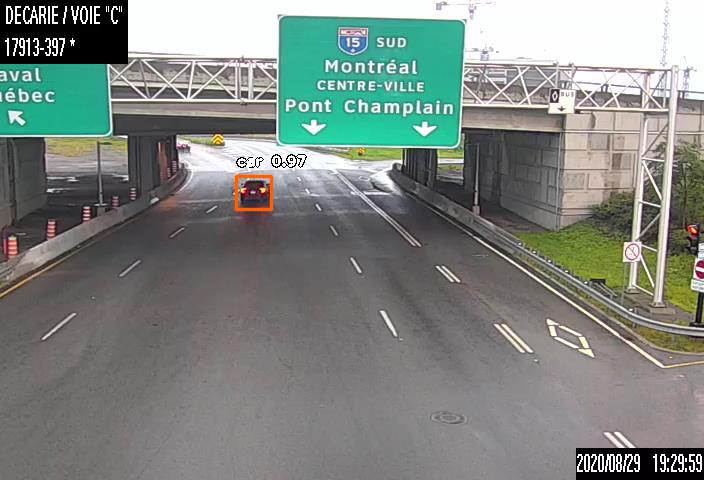 DECARIE / VOIE "C"
17913-397 *
aval
uébec
15 SUD
Montréal
CENTRE-VILLE
Pont Champlain
BUS
car 0.97
2020/08/29 19:29:59